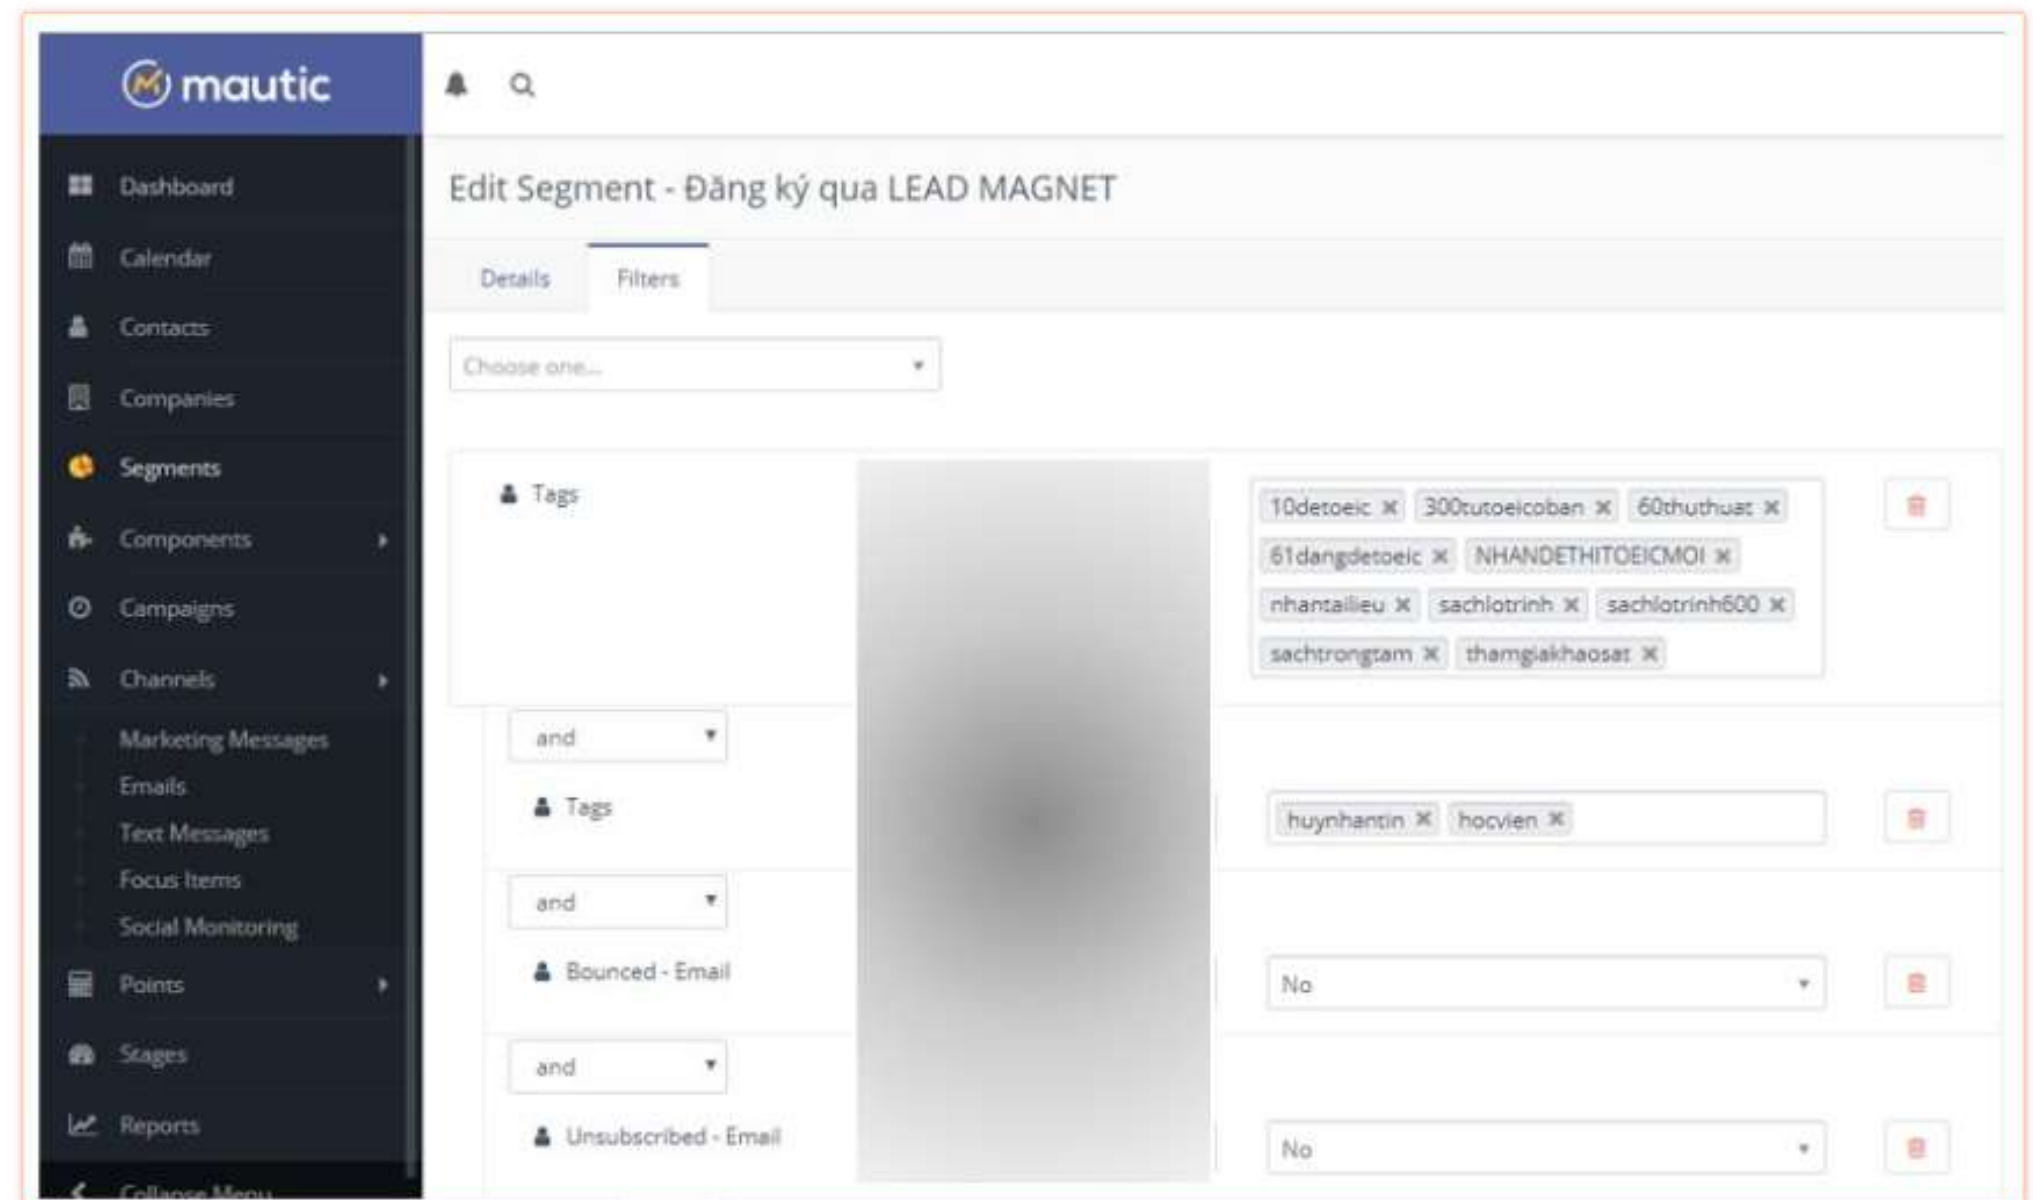 mautic
Dashboard
Calendar
Contacts
Companies
Segments
Components
Campaigns
Channels
Marketing Messages
Emails
Text Messages
Focus Items
Social Monitoring
Points
Stages
Reports
Collapse Menu
Edit Segment - Đăng ký qua LEAD MAGNET
Details Filters
Choose one...
Tags
10detoeic × 300tutoeicoban × 60thuthuat ×
61dangdetoeic × NHANDETHITOEICMOI ×
nhantailieu × sachlotrinh × sachlotrinh600 ×
sachtrongtam × thamgiakhaosat ×
and
Tags
huynhantin × hocvien ×
and
Bounced - Email
No
and
Unsubscribed - Email
No